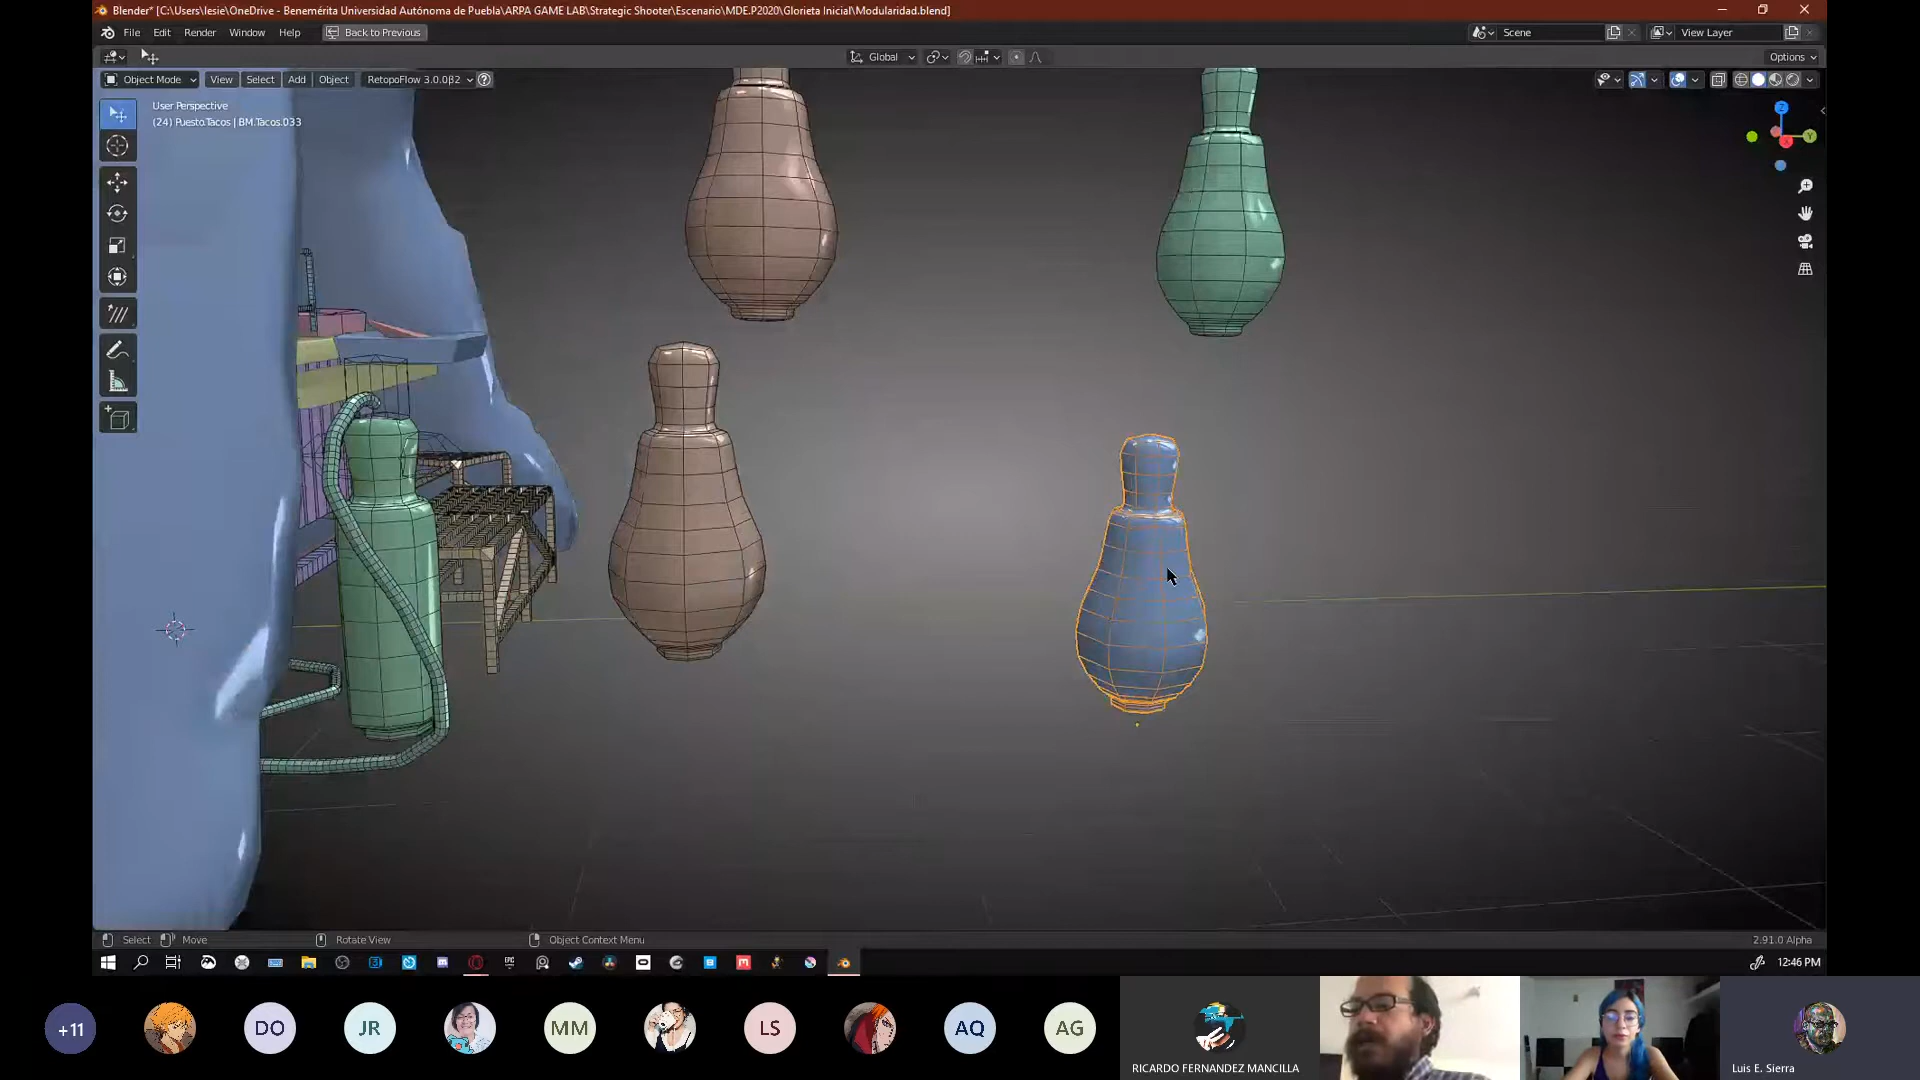 Blender* [C:\Users\lesie\OneDrive - Benemérita Universidad Autónoma de Puebla\ARPA GAME LAB\Strategic Shooter\Escenario\MDE.P2020\Glorieta Inicial\Modularidad.blend]
File Edit Render Window Help Back to Previous Scene View Layer
Global Options
Object Mode View Select Add Object RetopoFlow 3.0.0β2
User Perspective
(24) Puesto.Tacos | BM.Tacos.033
Z
Y
Select Move Rotate View Object Context Menu 2.91.0 Alpha
12:46 PM
+11 DO JR MM LS AQ AG
RICARDO FERNANDEZ MANCILLA Luis E. Sierra